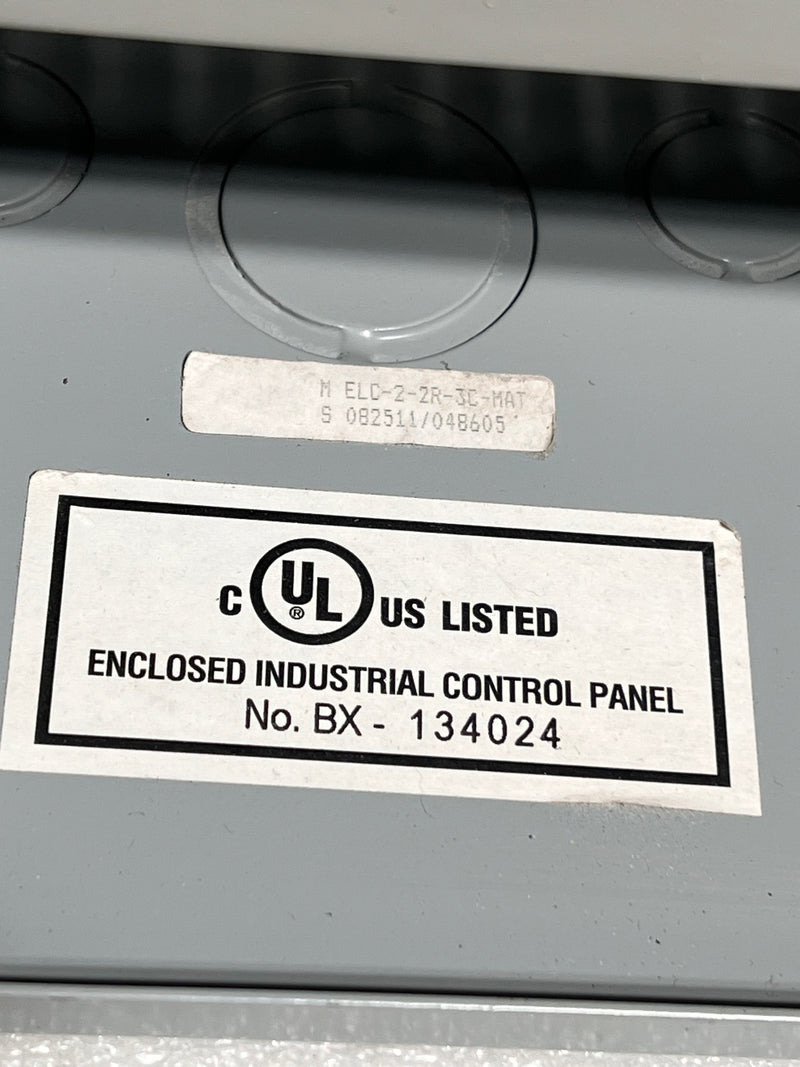 M ELC-2-2R-3C-MAT
S 082511/048605
C UL ® US LISTED
ENCLOSED INDUSTRIAL CONTROL PANEL
No. BX - 134024